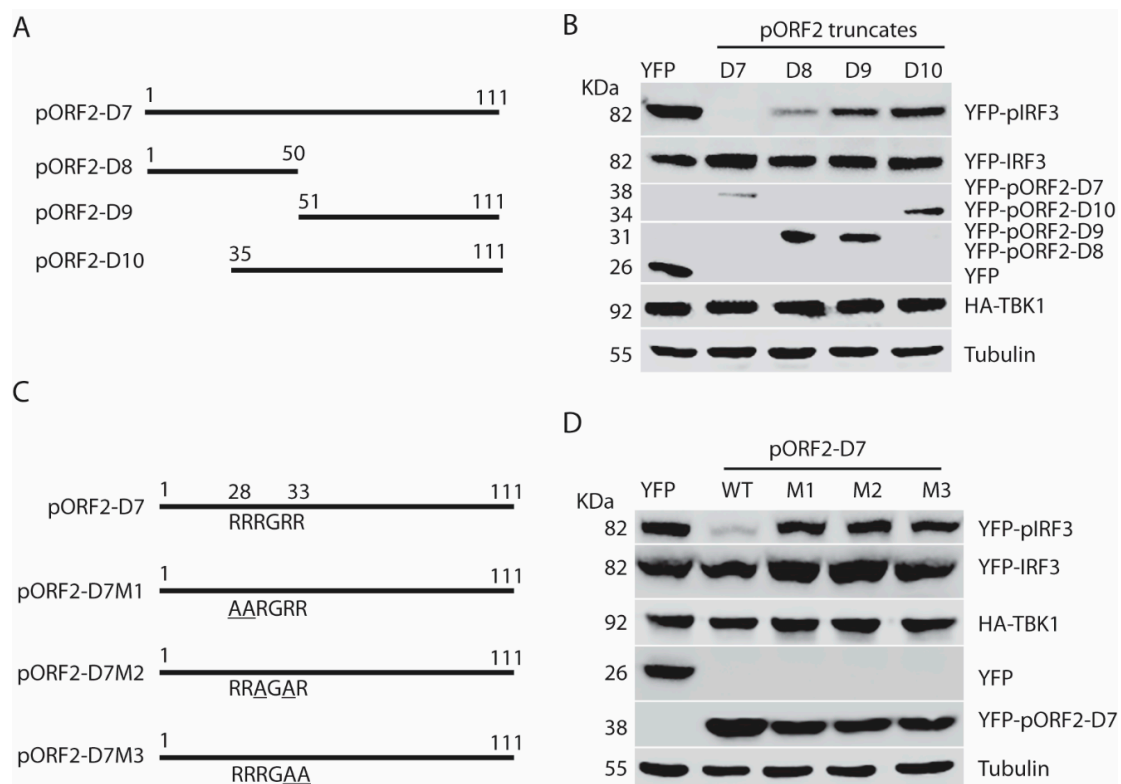 A
1 111
pORF2-D7
1 50
pORF2-D8
51 111
pORF2-D9
35 111
pORF2-D10
B
pORF2 truncates
YFP D7 D8 D9 D10
KDa
82 YFP-pIRF3
82 YFP-IRF3
38 YFP-pORF2-D7
34 YFP-pORF2-D10
31 YFP-pORF2-D9
YFP-pORF2-D8
26 YFP
92 HA-TBK1
55 Tubulin
C
1 28 33 111
pORF2-D7
RRRGRR
1 111
pORF2-D7M1
AARGRR
1 111
pORF2-D7M2
RRAGAR
1 111
pORF2-D7M3
RRRGAA
D
pORF2-D7
YFP WT M1 M2 M3
KDa
82 YFP-pIRF3
82 YFP-IRF3
92 HA-TBK1
26 YFP
38 YFP-pORF2-D7
55 Tubulin